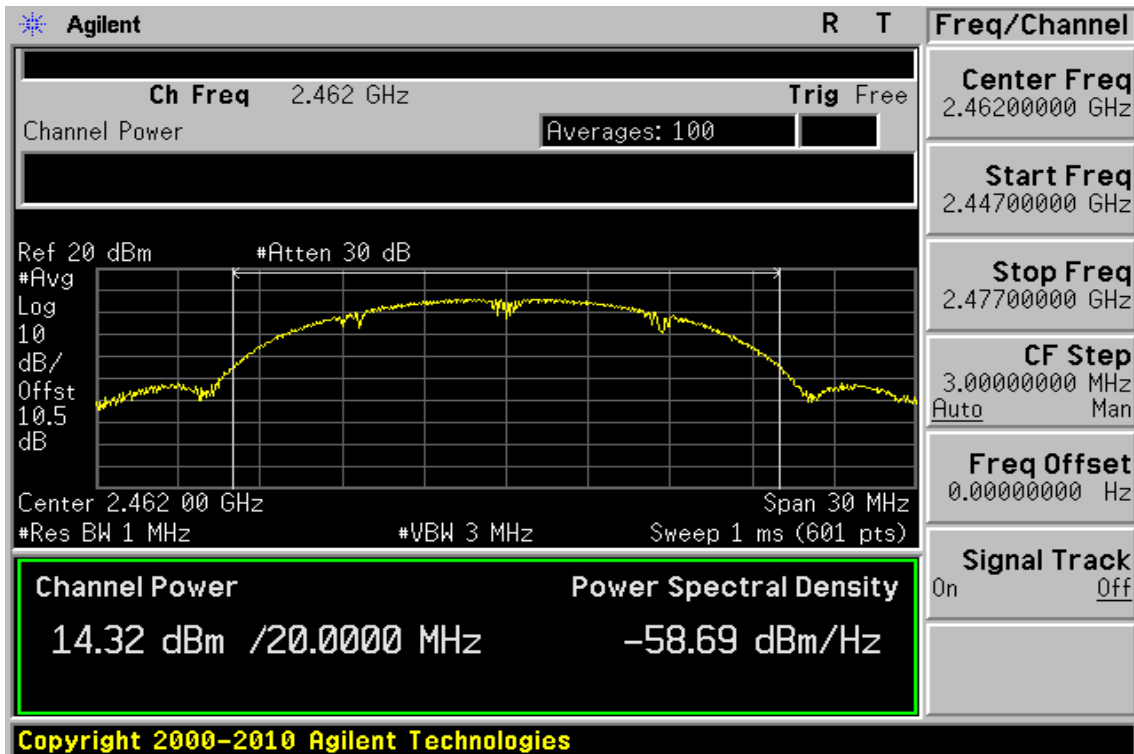 Agilent R T
Ch Freq 2.462 GHz Trig Free
Channel Power Averages: 100
Ref 20 dBm #Atten 30 dB
#Avg
Log
10
dB/
Offst
10.5
dB
Center 2.462 00 GHz Span 30 MHz
#Res BW 1 MHz #VBW 3 MHz Sweep 1 ms (601 pts)
Channel Power Power Spectral Density
14.32 dBm /20.0000 MHz -58.69 dBm/Hz
Copyright 2000-2010 Agilent Technologies
Freq/Channel
Center Freq
2.46200000 GHz
Start Freq
2.44700000 GHz
Stop Freq
2.47700000 GHz
CF Step
3.00000000 MHz
Auto Man
Freq Offset
0.00000000 Hz
Signal Track
On Off